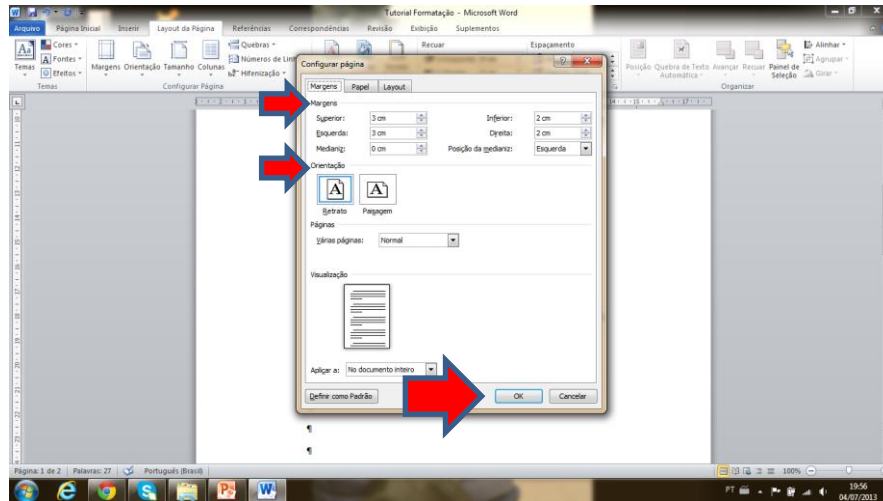 Tutorial Formatação - Microsoft Word
Arquivo Página Inicial Inserir Layout da Página Referências Correspondências Revisão Exibição Suplementos
Cores
Fontes
Efeitos
Temas
Margens Orientação Tamanho Colunas
Quebras
Números de Lin
Hifenização
Temas Configurar Página
Recuar Espaçamento
Posição Quebra de Texto Automática Avançar Recuar Painel de Seleção
Alinhar
Agrupar
Girar
Organizar
Configurar página
Margens Papel Layout
Margens
Superior: 3 cm Inferior: 2 cm
Esquerda: 3 cm Direita: 2 cm
Medianiz: 0 cm Posição da medianiz: Esquerda
Orientação
Retrato Paisagem
Páginas
Várias páginas: Normal
Visualização
Aplicar a: No documento inteiro
Definir como Padrão OK Cancelar
Página: 1 de 2 Palavras: 27 Português (Brasil) 100%
PT 19:56
04/07/2013